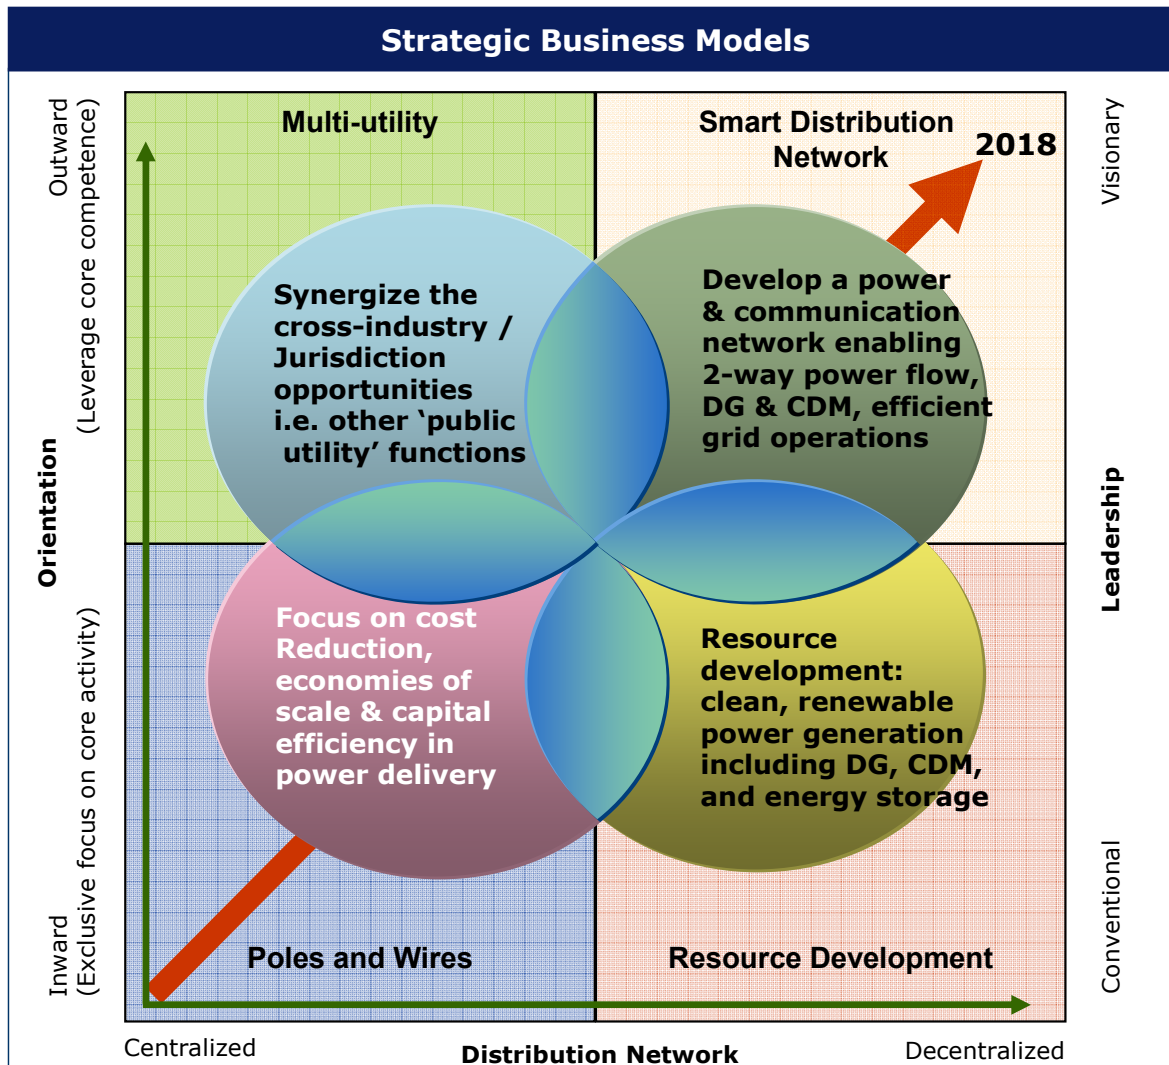 Strategic Business Models
Outward
(Leverage core competence)
Orientation
Inward
(Exclusive focus on core activity)
Multi-utility
Smart Distribution
Network
2018
Synergize the
cross-industry /
Jurisdiction
opportunities
i.e. other ‘public
utility’ functions
Develop a power
& communication
network enabling
2-way power flow,
DG & CDM, efficient
grid operations
Focus on cost
Reduction,
economies of
scale & capital
efficiency in
power delivery
Resource
development:
clean, renewable
power generation
including DG, CDM,
and energy storage
Poles and Wires
Resource Development
Visionary
Leadership
Conventional
Centralized
Distribution Network
Decentralized